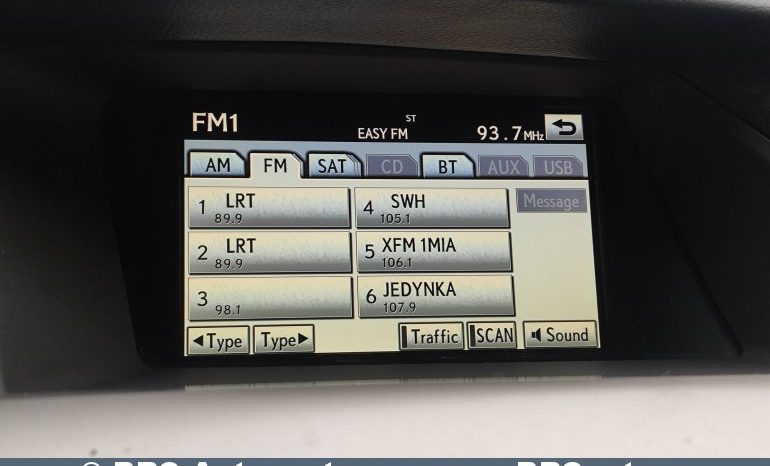 FM1
ST
EASY FM 93.7MHz
AM FM SAT CD BT AUX USB
1 LRT 89.9
4 SWH 105.1
Message
2 LRT 89.9
5 XFM 1MIA 106.1
3 98.1
6 JEDYNKA 107.9
◄Type Type► Traffic SCAN Sound